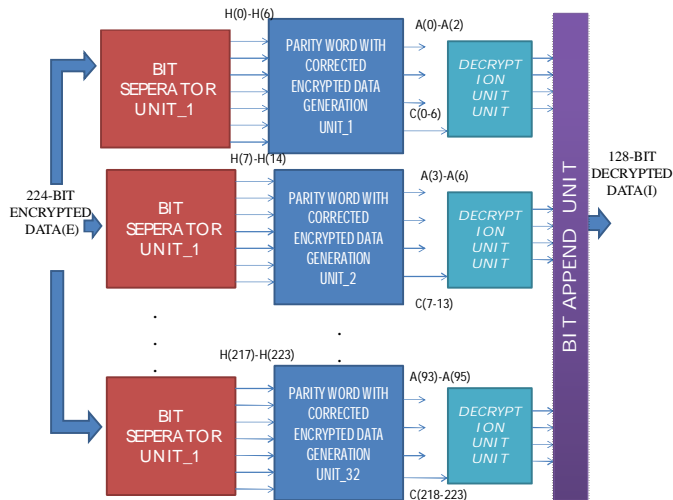 H(0)-H(6)
A(0)-A(2)
BIT
SEPERATOR
UNIT_1
PARITY WORD WITH
CORRECTED
ENCRYPTED DATA
GENERATION
UNIT_1
C(0-6)
DECRYPT
ION
UNIT
UNIT
H(7)-H(14)
A(3)-A(6)
224-BIT
ENCRYPTED
DATA(E)
BIT
SEPERATOR
UNIT_1
PARITY WORD WITH
CORRECTED
ENCRYPTED DATA
GENERATION
UNIT_2
DECRYPT
ION
UNIT
UNIT
C(7-13)
BIT APPEND UNIT
128-BIT
DECRYPTED
DATA(I)
H(217)-H(223)
A(93)-A(95)
BIT
SEPERATOR
UNIT_1
PARITY WORD WITH
CORRECTED
ENCRYPTED DATA
GENERATION
UNIT_32
DECRYPT
ION
UNIT
UNIT
C(218-223)